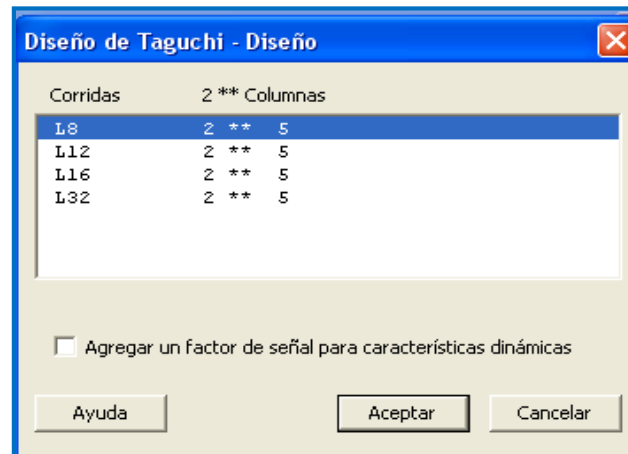 Diseño de Taguchi - Diseño
Corridas 2 ** Columnas
L8 2 ** 5
L12 2 ** 5
L16 2 ** 5
L32 2 ** 5
Agregar un factor de señal para características dinámicas
Ayuda Aceptar Cancelar